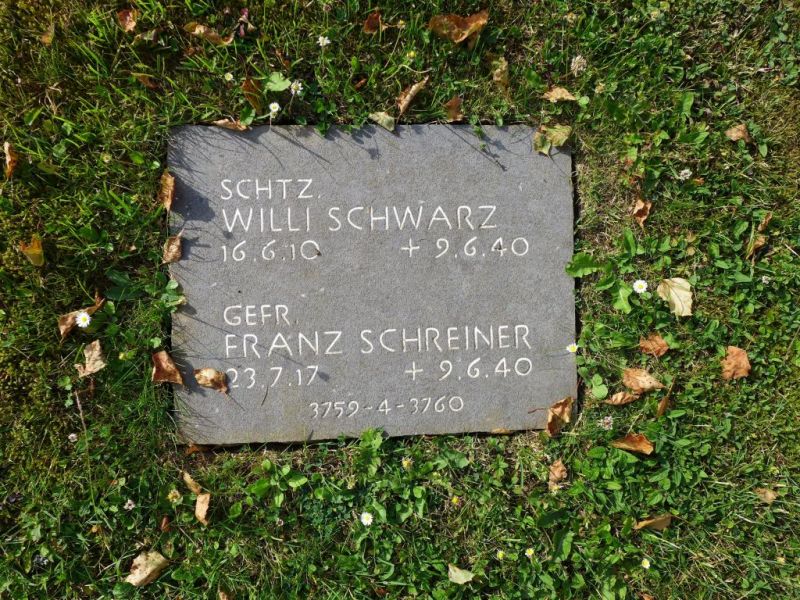 SCHTZ.
WILLI SCHWARZ
16.6.10 + 9.6.40
GEFR.
FRANZ SCHREINER
23.7.17 + 9.6.40
3759-4-3760